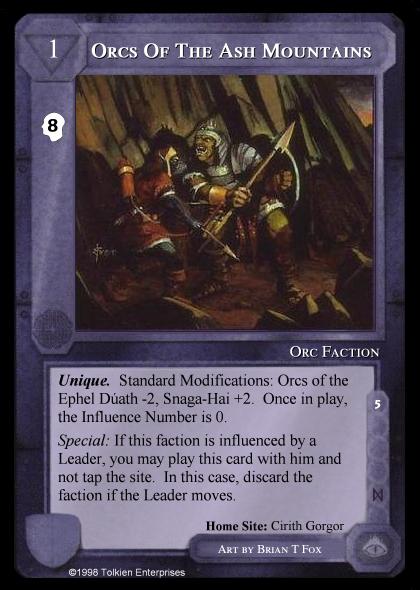 1
Orcs Of The Ash Mountains
8
Orc Faction
Unique. Standard Modifications: Orcs of the
Ephel Dúath -2, Snaga-Hai +2. Once in play,
the Influence Number is 0.
5
Special: If this faction is influenced by a
Leader, you may play this card with him and
not tap the site. In this case, discard the
faction if the Leader moves.
Home Site: Cirith Gorgor
Art by Brian T Fox
©1998 Tolkien Enterprises